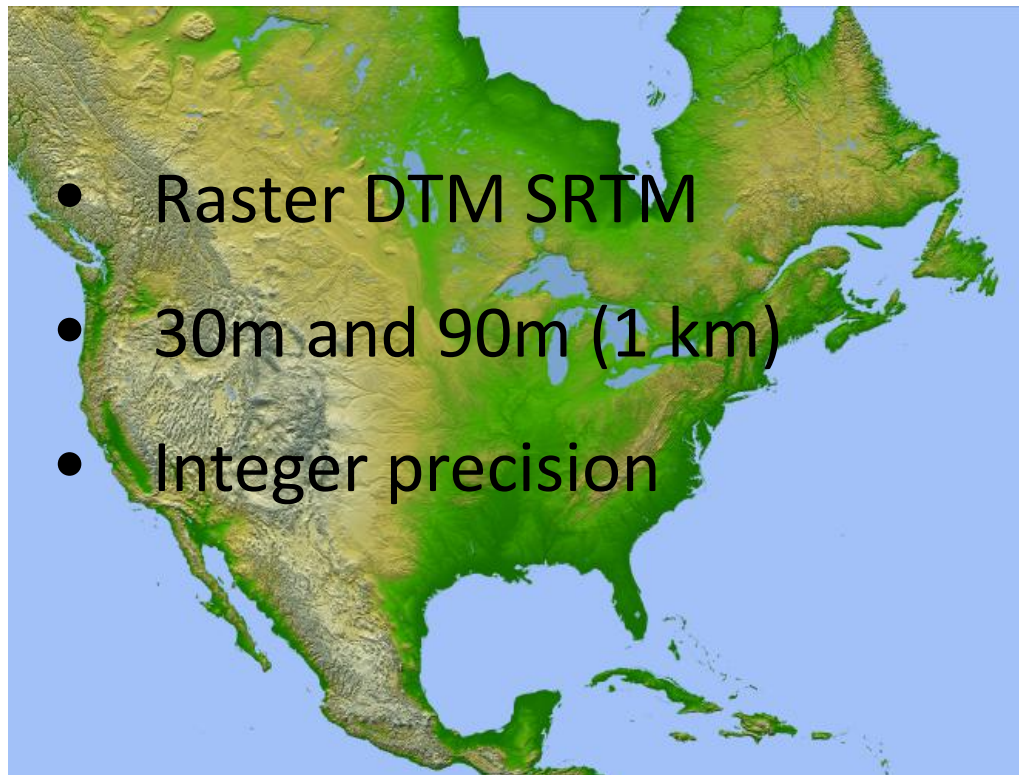 • Raster DTM SRTM
• 30m and 90m (1 km)
• Integer precision